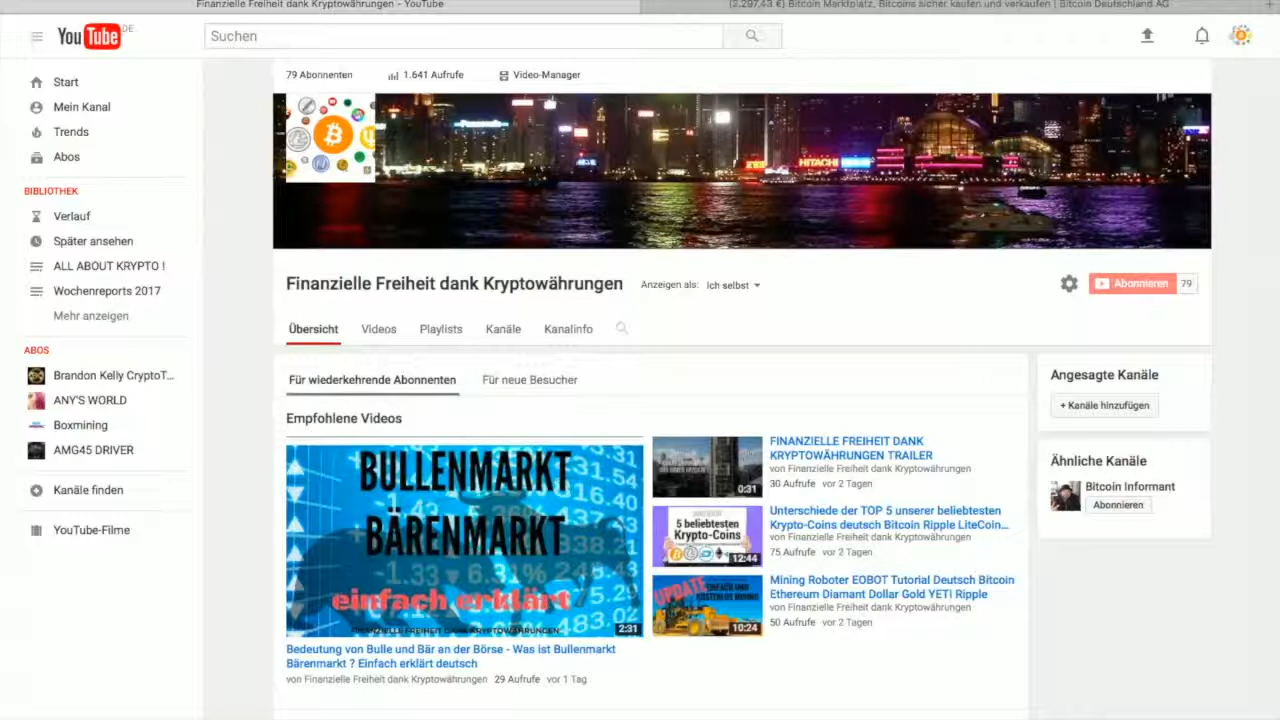 Finanzielle Freiheit dank Kryptowährungen - YouTube
(2.297,43 €) Bitcoin Marktplatz, Bitcoins sicher kaufen und verkaufen | Bitcoin Deutschland AG
YouTube DE
Suchen
Start
Mein Kanal
Trends
Abos
BIBLIOTHEK
Verlauf
Später ansehen
ALL ABOUT KRYPTO !
Wochenreports 2017
Mehr anzeigen
ABOS
Brandon Kelly CryptoT...
ANY'S WORLD
Boxmining
AMG45 DRIVER
Kanäle finden
YouTube-Filme
79 Abonnenten
1.641 Aufrufe
Video-Manager
HITACHI
Finanzielle Freiheit dank Kryptowährungen
Anzeigen als: Ich selbst
Abonnieren 79
Übersicht
Videos
Playlists
Kanäle
Kanalinfo
Für wiederkehrende Abonnenten
Für neue Besucher
Empfohlene Videos
BULLENMARKT
BÄRENMARKT
einfach erklärt
FINANZIELLE FREIHEIT DANK KRYPTOWÄHRUNGEN
2:31
Bedeutung von Bulle und Bär an der Börse - Was ist Bullenmarkt
Bärenmarkt ? Einfach erklärt deutsch
von Finanzielle Freiheit dank Kryptowährungen 29 Aufrufe vor 1 Tag
0:31
FINANZIELLE FREIHEIT DANK
KRYPTOWÄHRUNGEN TRAILER
von Finanzielle Freiheit dank Kryptowährungen
30 Aufrufe vor 2 Tagen
5 beliebtesten
Krypto-Coins
12:44
Unterschiede der TOP 5 unserer beliebtesten
Krypto-Coins deutsch Bitcoin Ripple LiteCoin...
von Finanzielle Freiheit dank Kryptowährungen
75 Aufrufe vor 2 Tagen
UPDATE
10:24
Mining Roboter EOBOT Tutorial Deutsch Bitcoin
Ethereum Diamant Dollar Gold YETi Ripple
von Finanzielle Freiheit dank Kryptowährungen
50 Aufrufe vor 2 Tagen
Angesagte Kanäle
+ Kanäle hinzufügen
Ähnliche Kanäle
Bitcoin Informant
Abonnieren